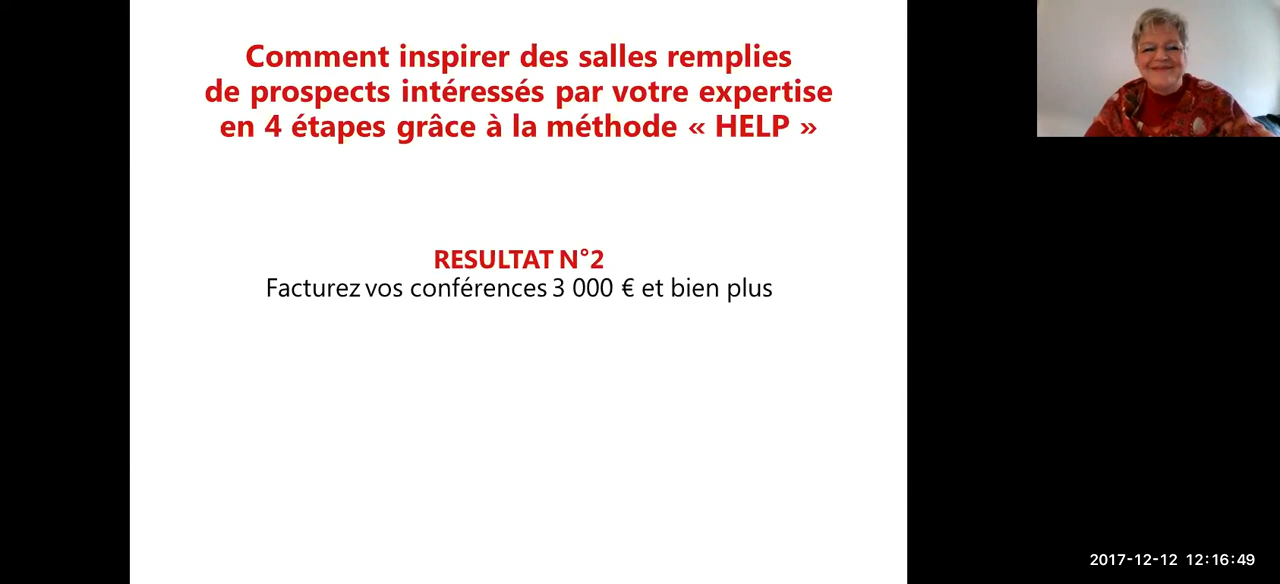 Comment inspirer des salles remplies
de prospects intéressés par votre expertise
en 4 étapes grâce à la méthode « HELP »
RESULTAT N°2
Facturez vos conférences 3 000 € et bien plus
2017-12-12 12:16:49